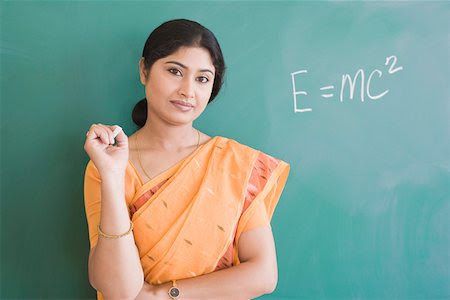 E = mc²